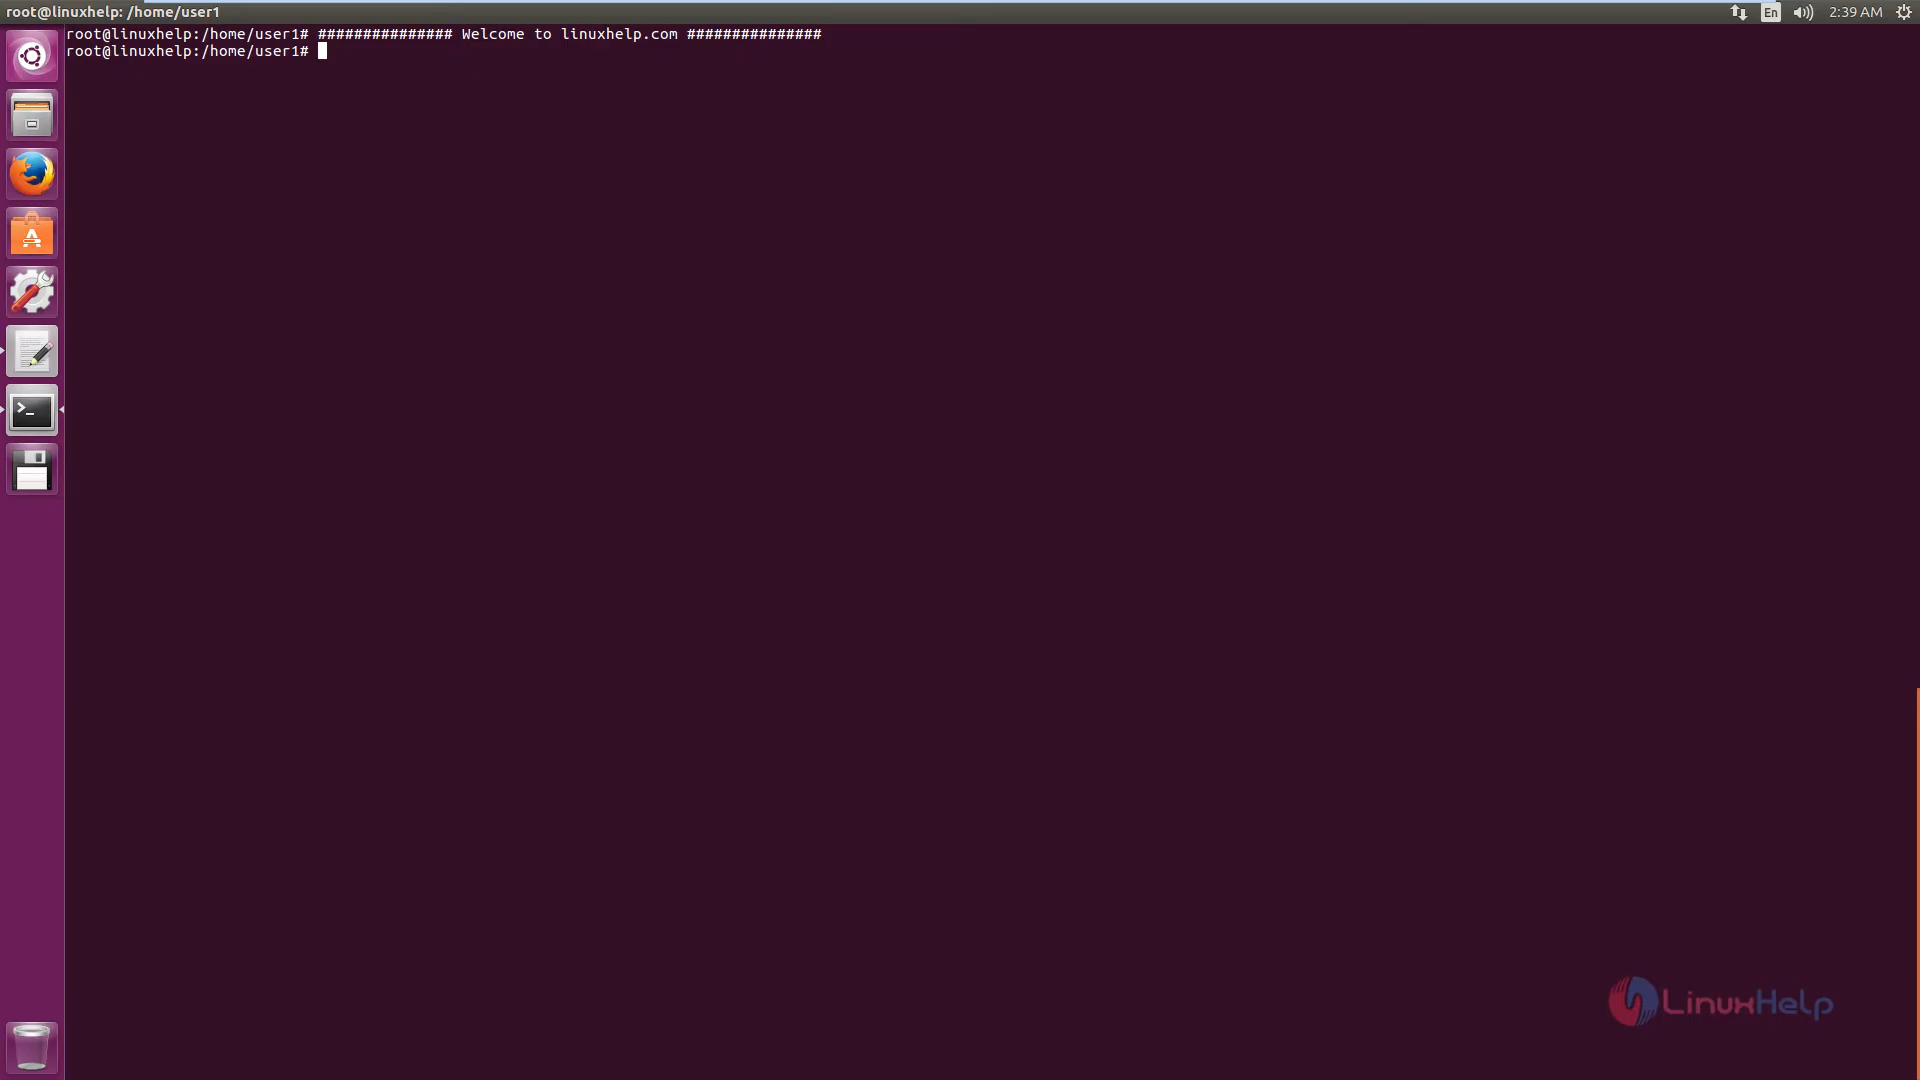 root@linuxhelp: /home/user1
En
2:39 AM
root@linuxhelp:/home/user1# ############### Welcome to linuxhelp.com ###############
root@linuxhelp:/home/user1#
LinuxHelp